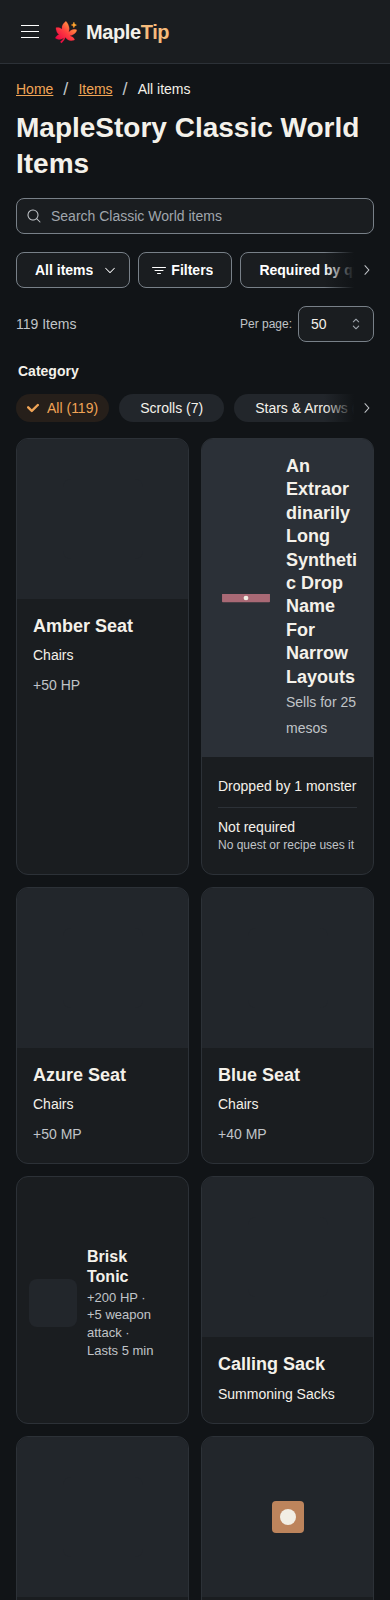 MapleTip
Home / Items / All items
MapleStory Classic World
Items
Search Classic World items
All items
Filters
Required by q
119 Items
Per page:
50
Category
All (119)
Scrolls (7)
Stars & Arrows
Amber Seat
Chairs
+50 HP
An
Extraor
dinarily
Long
Syntheti
c Drop
Name
For
Narrow
Layouts
Sells for 25
mesos
Dropped by 1 monster
Not required
No quest or recipe uses it
Azure Seat
Chairs
+50 MP
Blue Seat
Chairs
+40 MP
Brisk
Tonic
+200 HP ·
+5 weapon
attack ·
Lasts 5 min
Calling Sack
Summoning Sacks